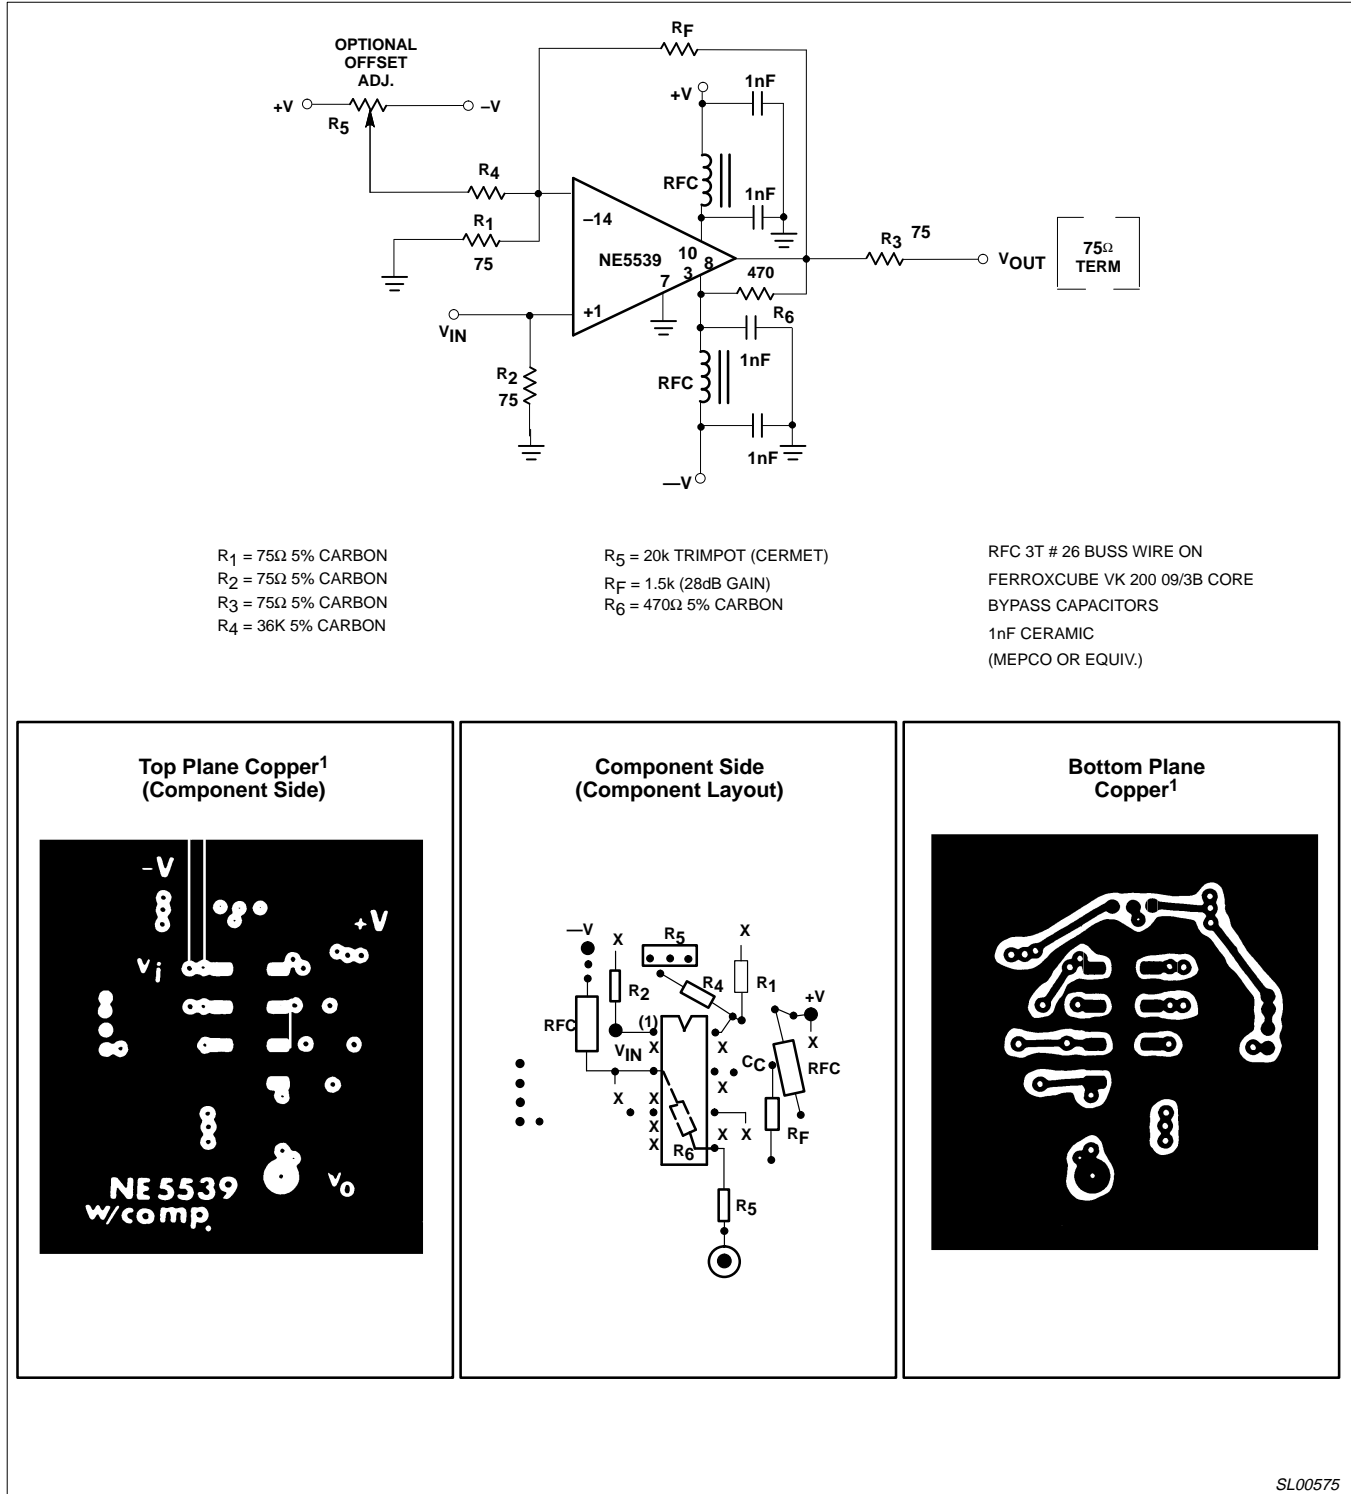 RF
OPTIONAL
OFFSET
ADJ.
+V
–V
R5
1nF
+V
RFC
1nF
R4
R1
75
–14
NE5539
10
8
3
7
+1
VIN
R2
75
470
R6
1nF
RFC
1nF
—V
R3
75
VOUT
75Ω
TERM
R1 = 75Ω 5% CARBON
R2 = 75Ω 5% CARBON
R3 = 75Ω 5% CARBON
R4 = 36K 5% CARBON
R5 = 20k TRIMPOT (CERMET)
RF = 1.5k (28dB GAIN)
R6 = 470Ω 5% CARBON
RFC 3T # 26 BUSS WIRE ON
FERROXCUBE VK 200 09/3B CORE
BYPASS CAPACITORS
1nF CERAMIC
(MEPCO OR EQUIV.)
Top Plane Copper1
(Component Side)
-V
+V
vi
NE5539
w/comp.
vo
Component Side
(Component Layout)
—V
X
R5
X
R2
R4
R1
+V
RFC
(1)
X
X
X
VIN
CC
RFC
X
X
X
X
X
X
X
R6
RF
R5
Bottom Plane
Copper1
SL00575